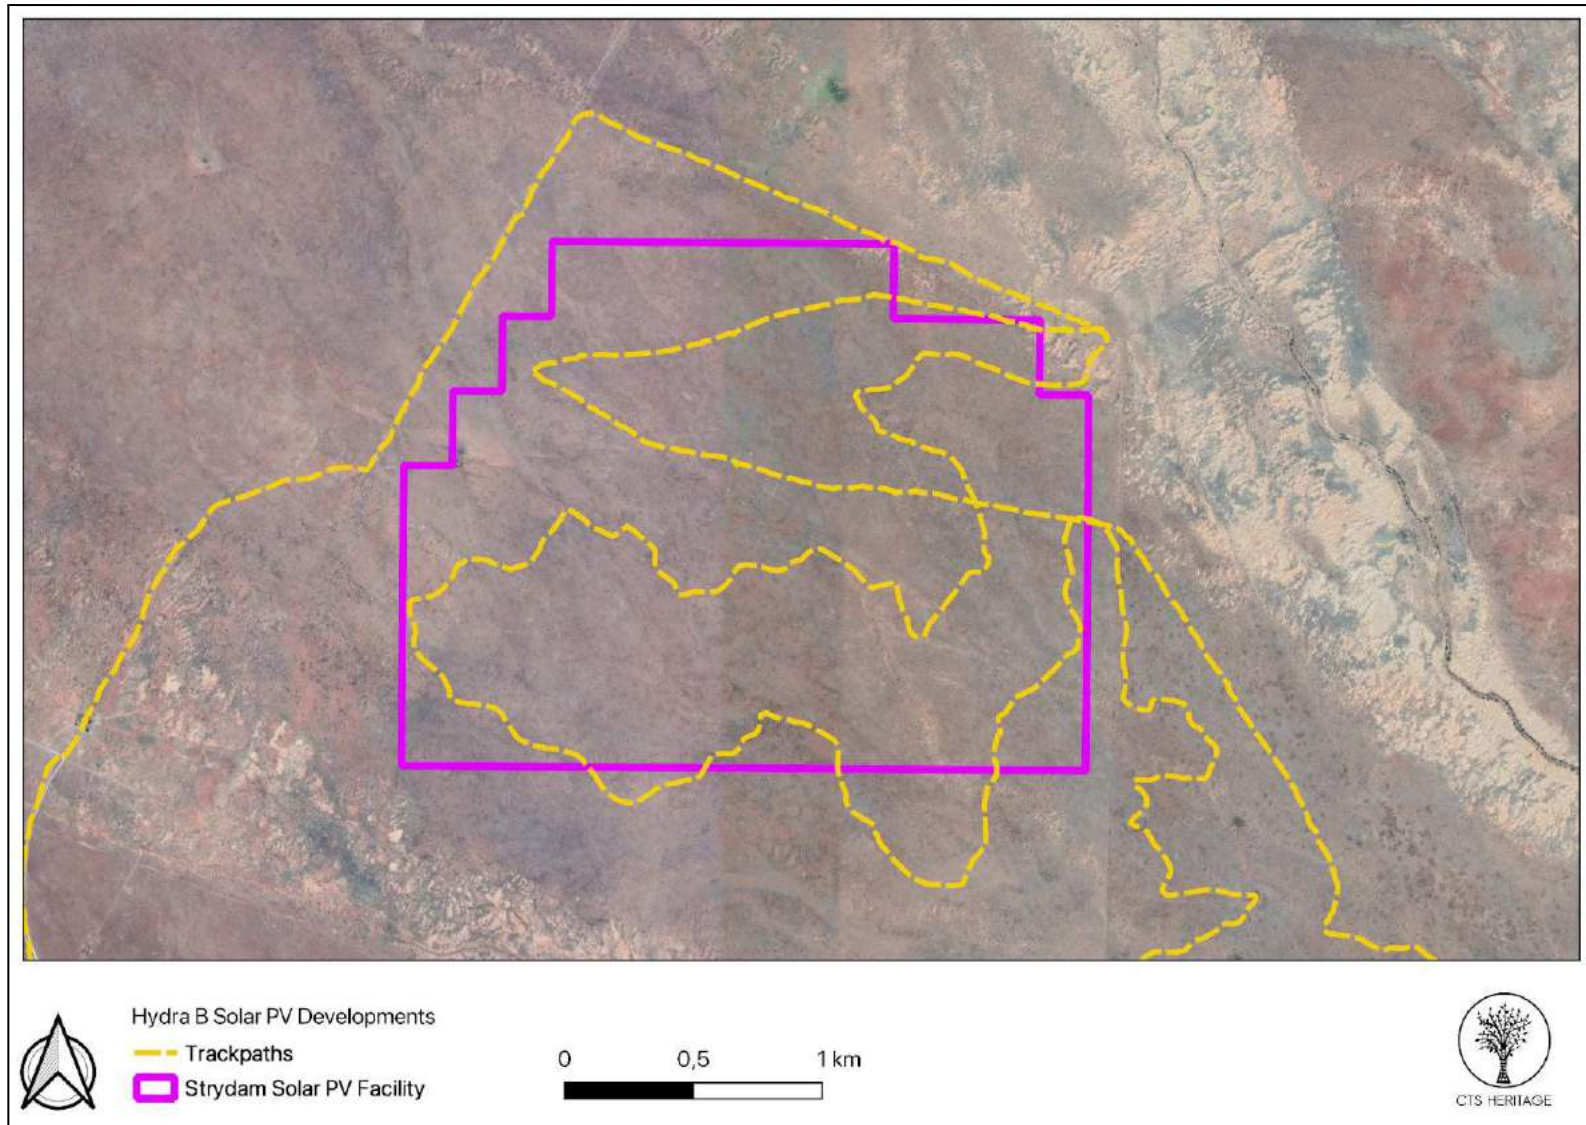 Hydra B Solar PV Developments
Trackpaths
Strydam Solar PV Facility
0 0,5 1 km
CTS HERITAGE